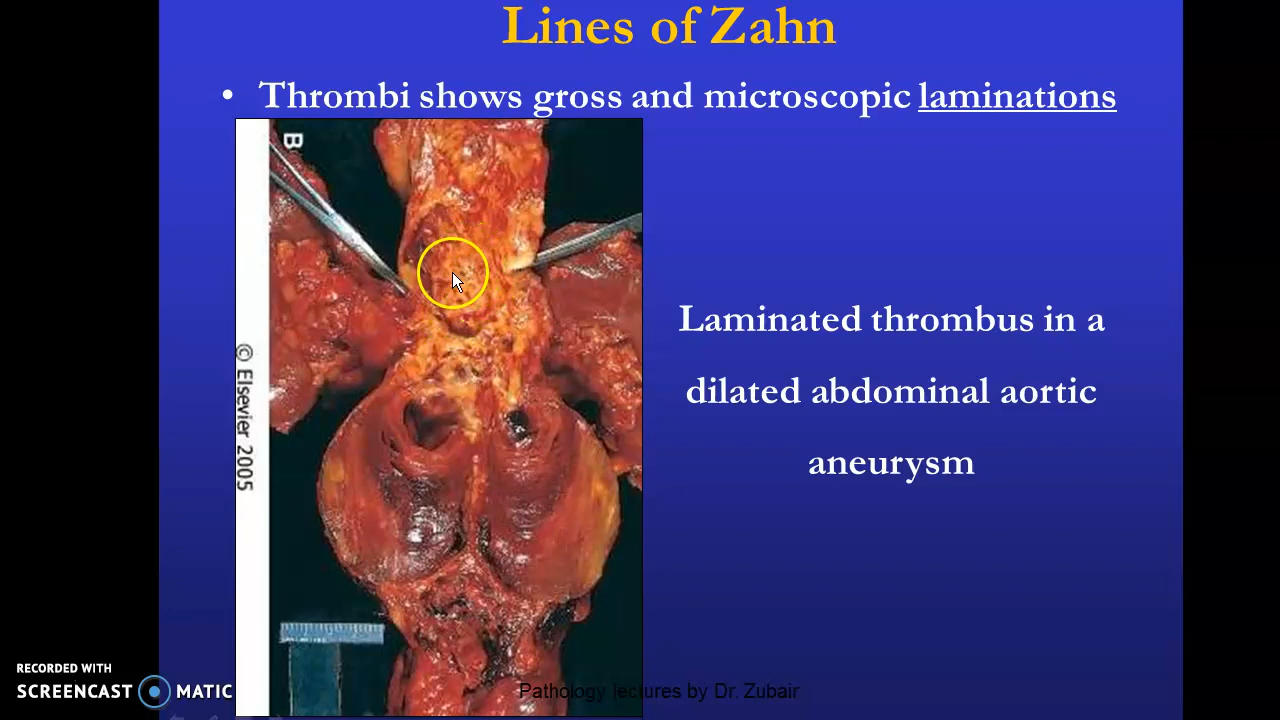 Lines of Zahn
• Thrombi shows gross and microscopic laminations
B
© Elsevier 2005
Laminated thrombus in a
dilated abdominal aortic
aneurysm
RECORDED WITH
SCREENCAST MATIC
Pathology lectures by Dr. Zubair